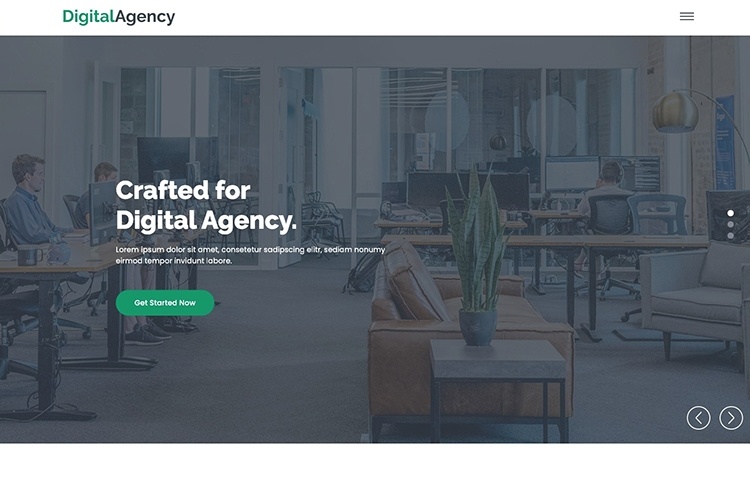 DigitalAgency
Crafted for
Digital Agency.
Lorem ipsum dolor sit amet, consetetur sadipscing elitr, sediam nonumy
eirmod tempor invidunt labore.
Get Started Now